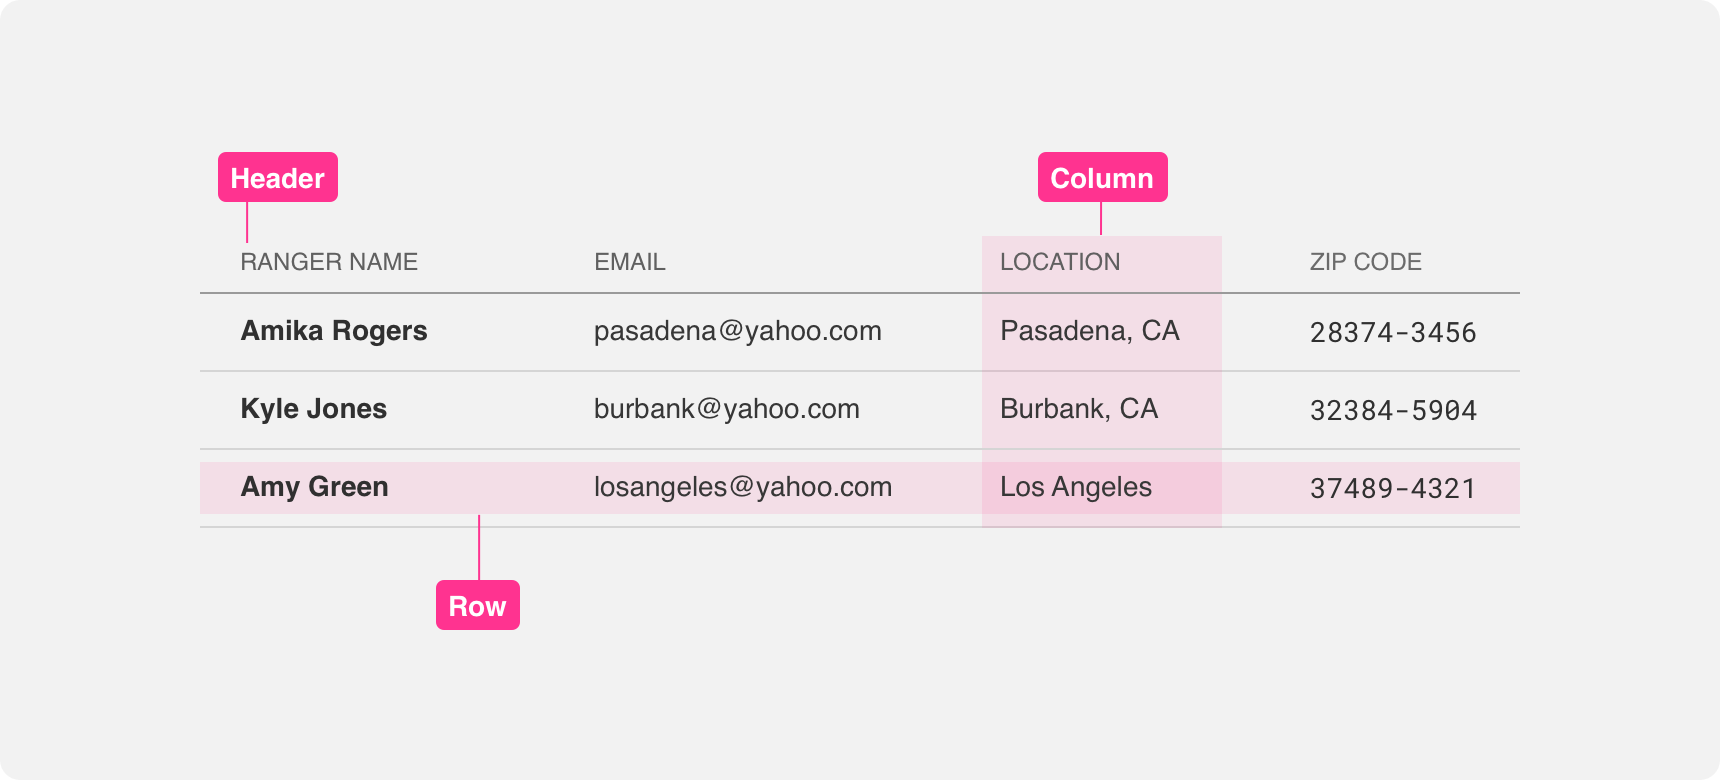 Header Column
RANGER NAME EMAIL LOCATION ZIP CODE
Amika Rogers pasadena@yahoo.com Pasadena, CA 28374-3456
Kyle Jones burbank@yahoo.com Burbank, CA 32384-5904
Amy Green losangeles@yahoo.com Los Angeles 37489-4321
Row